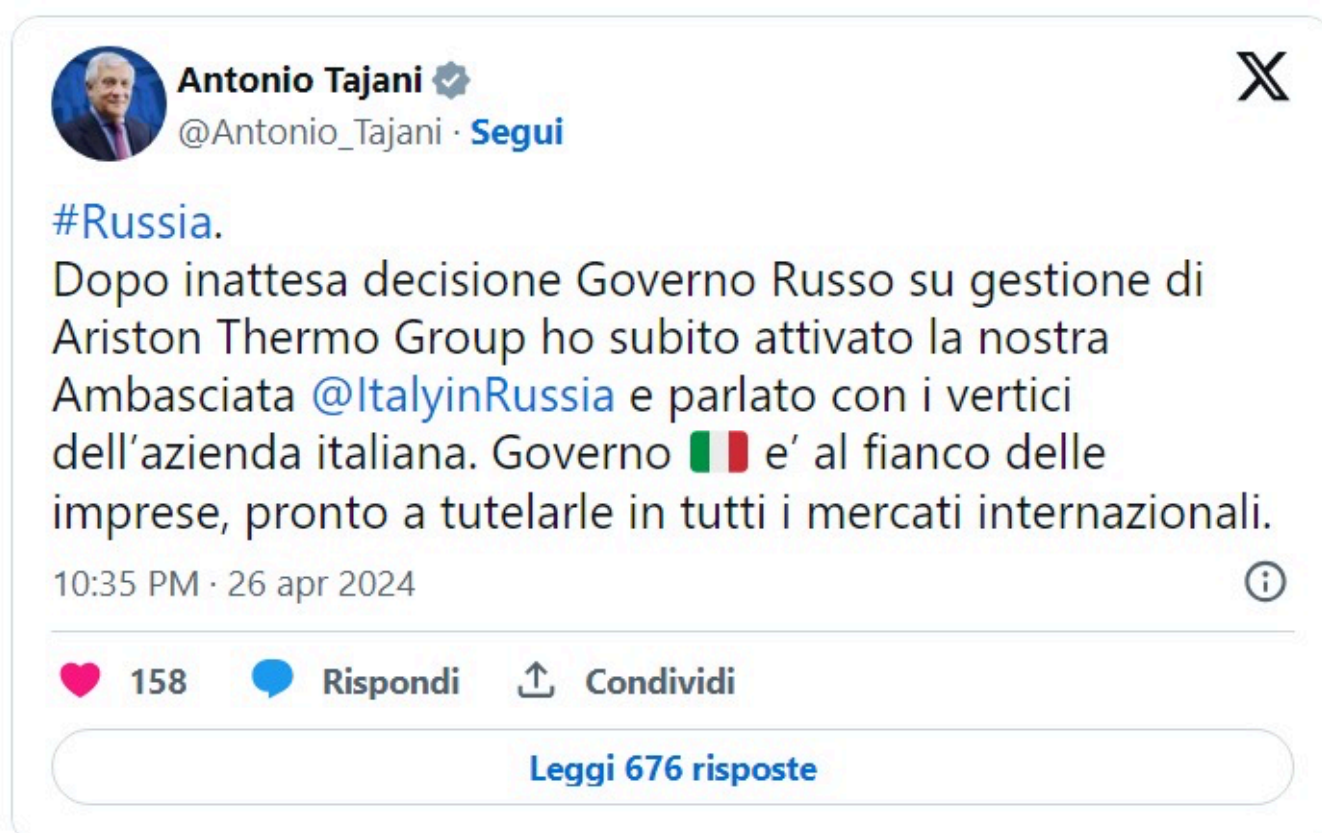 Antonio Tajani
@Antonio_Tajani · Segui
#Russia.
Dopo inattesa decisione Governo Russo su gestione di
Ariston Thermo Group ho subito attivato la nostra
Ambasciata @ItalyinRussia e parlato con i vertici
dell’azienda italiana. Governo 🇮🇹 e’ al fianco delle
imprese, pronto a tutelarle in tutti i mercati internazionali.
10:35 PM · 26 apr 2024
158 Rispondi Condividi
Leggi 676 risposte